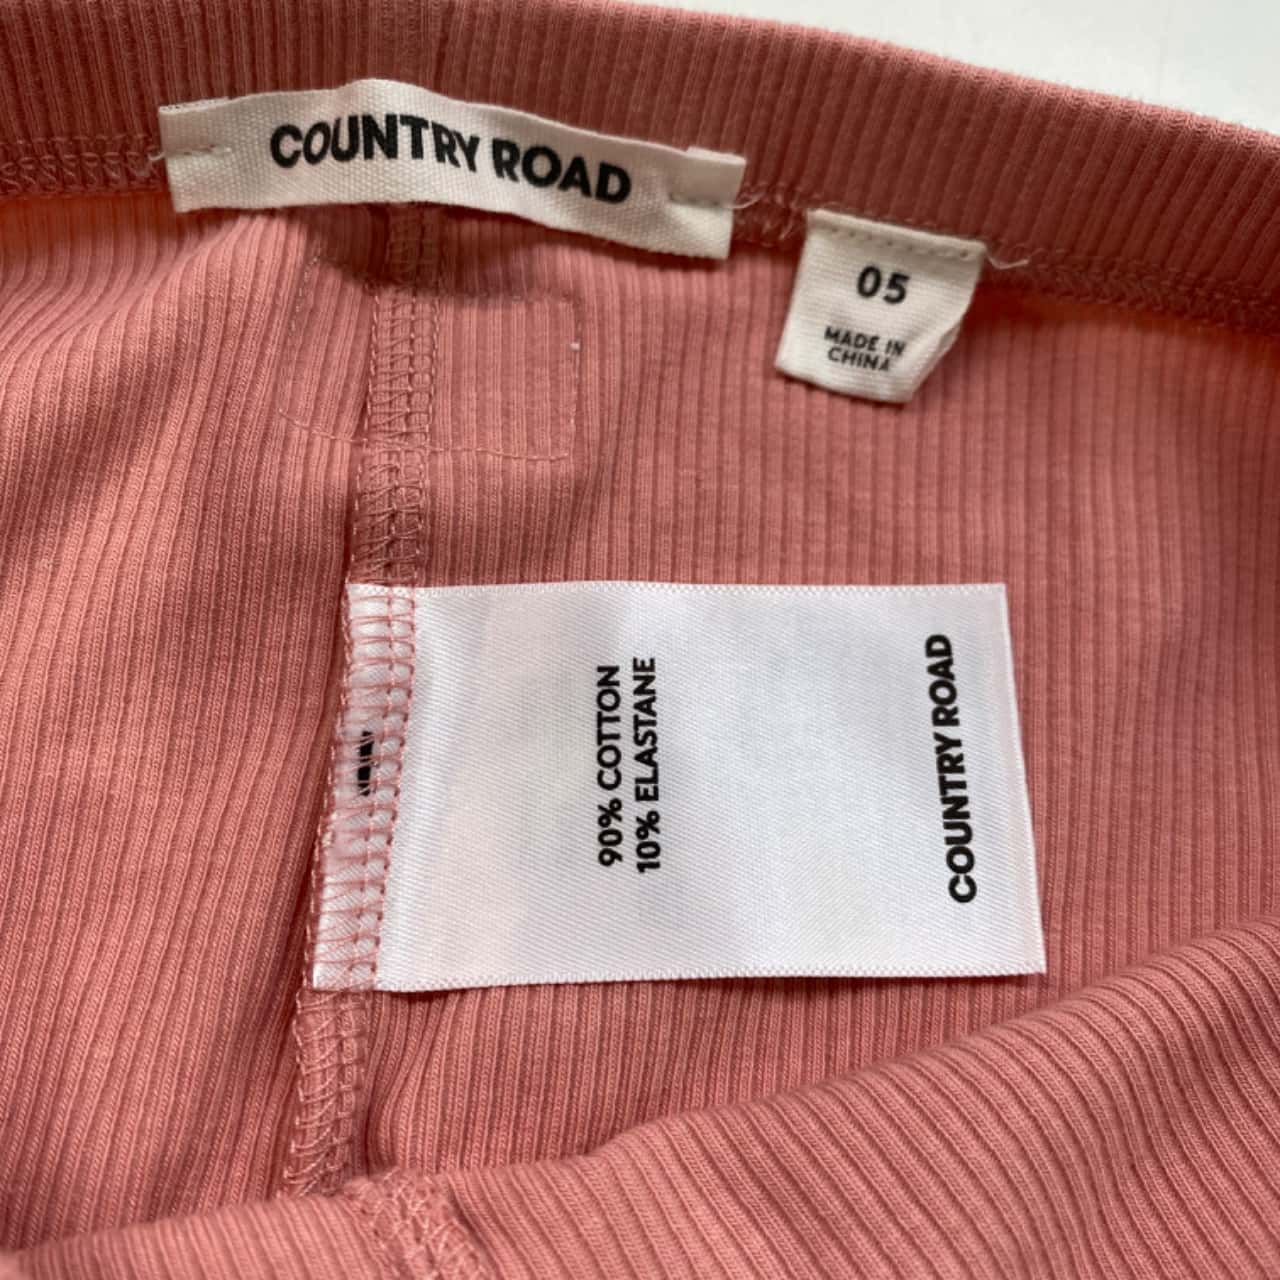 COUNTRY ROAD
05
MADE IN
CHINA
90% COTTON
10% ELASTANE
COUNTRY ROAD